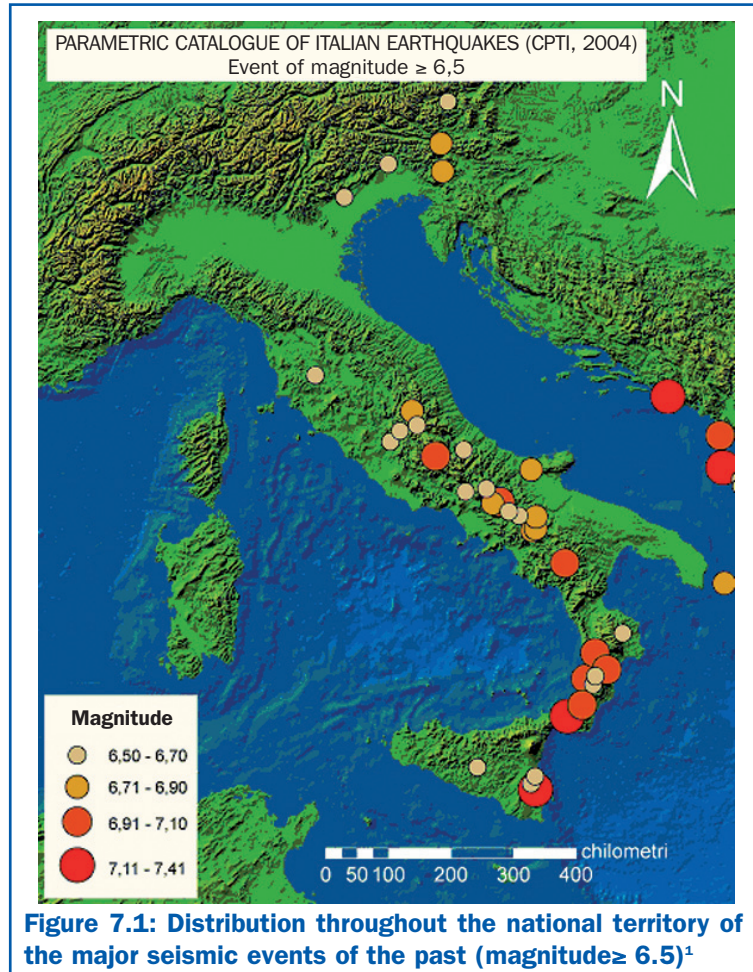 PARAMETRIC CATALOGUE OF ITALIAN EARTHQUAKES (CPTI, 2004)
Event of magnitude ≥ 6,5
N
Magnitude
6,50 - 6,70
6,71 - 6,90
6,91 - 7,10
7,11 - 7,41
chilometri
0 50 100 200 300 400
Figure 7.1: Distribution throughout the national territory of
the major seismic events of the past (magnitude≥ 6.5)¹